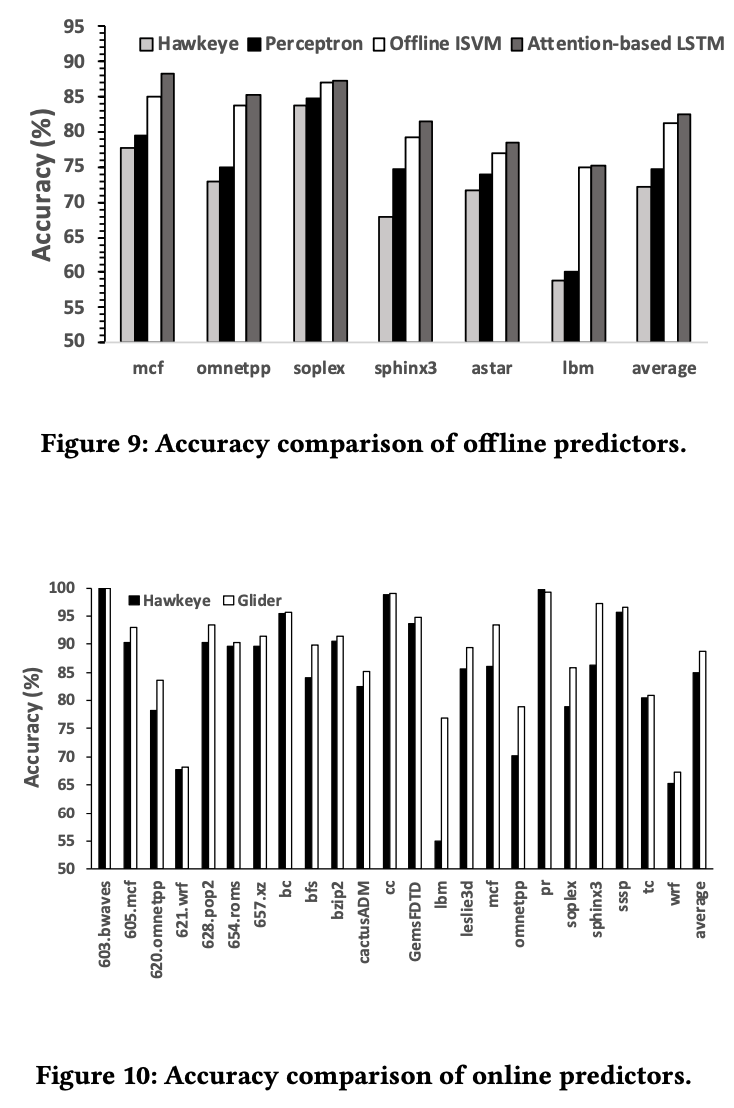 95
90
85
80
75
70
65
60
55
50
Accuracy (%)
Hawkeye Perceptron Offline ISVM Attention-based LSTM
mcf omnetpp soplex sphinx3 astar lbm average
Figure 9: Accuracy comparison of offline predictors.
100
95
90
85
80
75
70
65
60
55
50
Accuracy (%)
Hawkeye Glider
603.bwaves
605.mcf
620.omnetpp
621.wrf
628.pop2
654.roms
657.xz
bc
bfs
bzip2
cactusADM
cc
GemsFDTD
lbm
leslie3d
mcf
omnetpp
pr
soplex
sphinx3
sssp
tc
wrf
average
Figure 10: Accuracy comparison of online predictors.